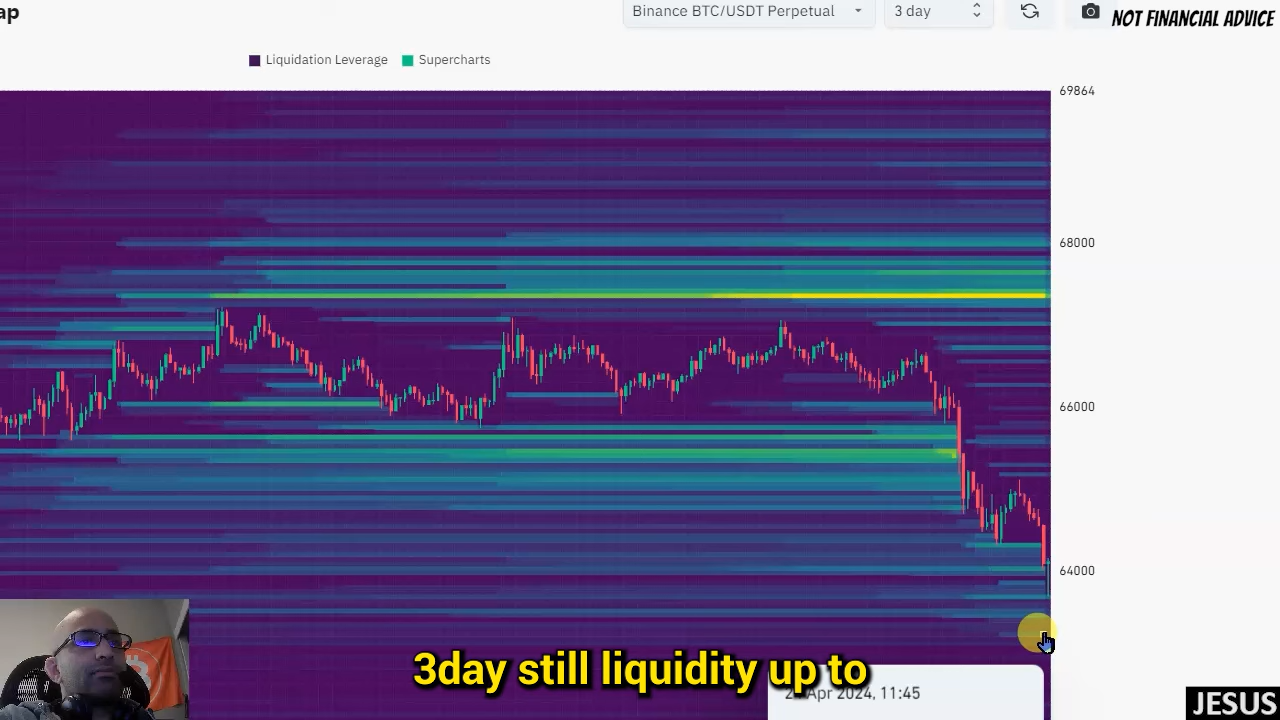 ap
Binance BTC/USDT Perpetual
3 day
NOT FINANCIAL ADVICE
Liquidation Leverage
Supercharts
69864
68000
66000
64000
3day still liquidity up to
Apr 2024, 11:45
JESUS